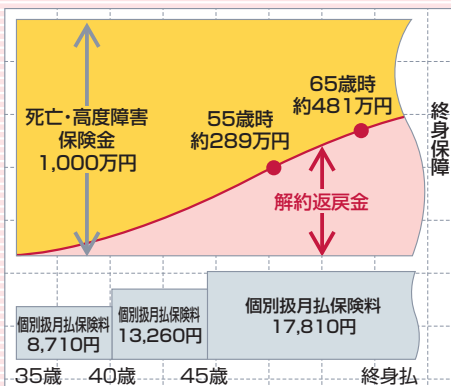 死亡・高度障害
保険金
1,000万円
55歳時
約289万円
65歳時
約481万円
解約返戻金
終身保障
個別扱月払保険料
8,710円
個別扱月払保険料
13,260円
個別扱月払保険料
17,810円
35歳 40歳 45歳 終身払